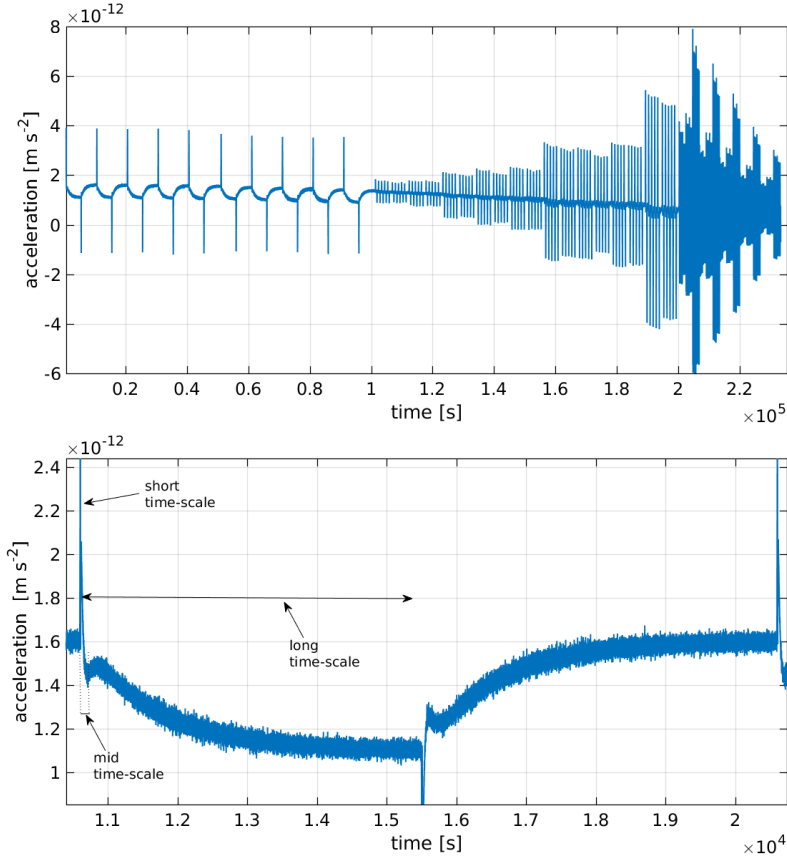 ×10⁻¹²
8
6
4
2
0
-2
-4
-6
acceleration [m s⁻²]
0.2 0.4 0.6 0.8 1 1.2 1.4 1.6 1.8 2 2.2
time [s]
×10⁵
×10⁻¹²
2.4
2.2
2
1.8
1.6
1.4
1.2
1
acceleration [m s⁻²]
short
time-scale
long
time-scale
mid
time-scale
1.1 1.2 1.3 1.4 1.5 1.6 1.7 1.8 1.9 2
time [s]
×10⁴